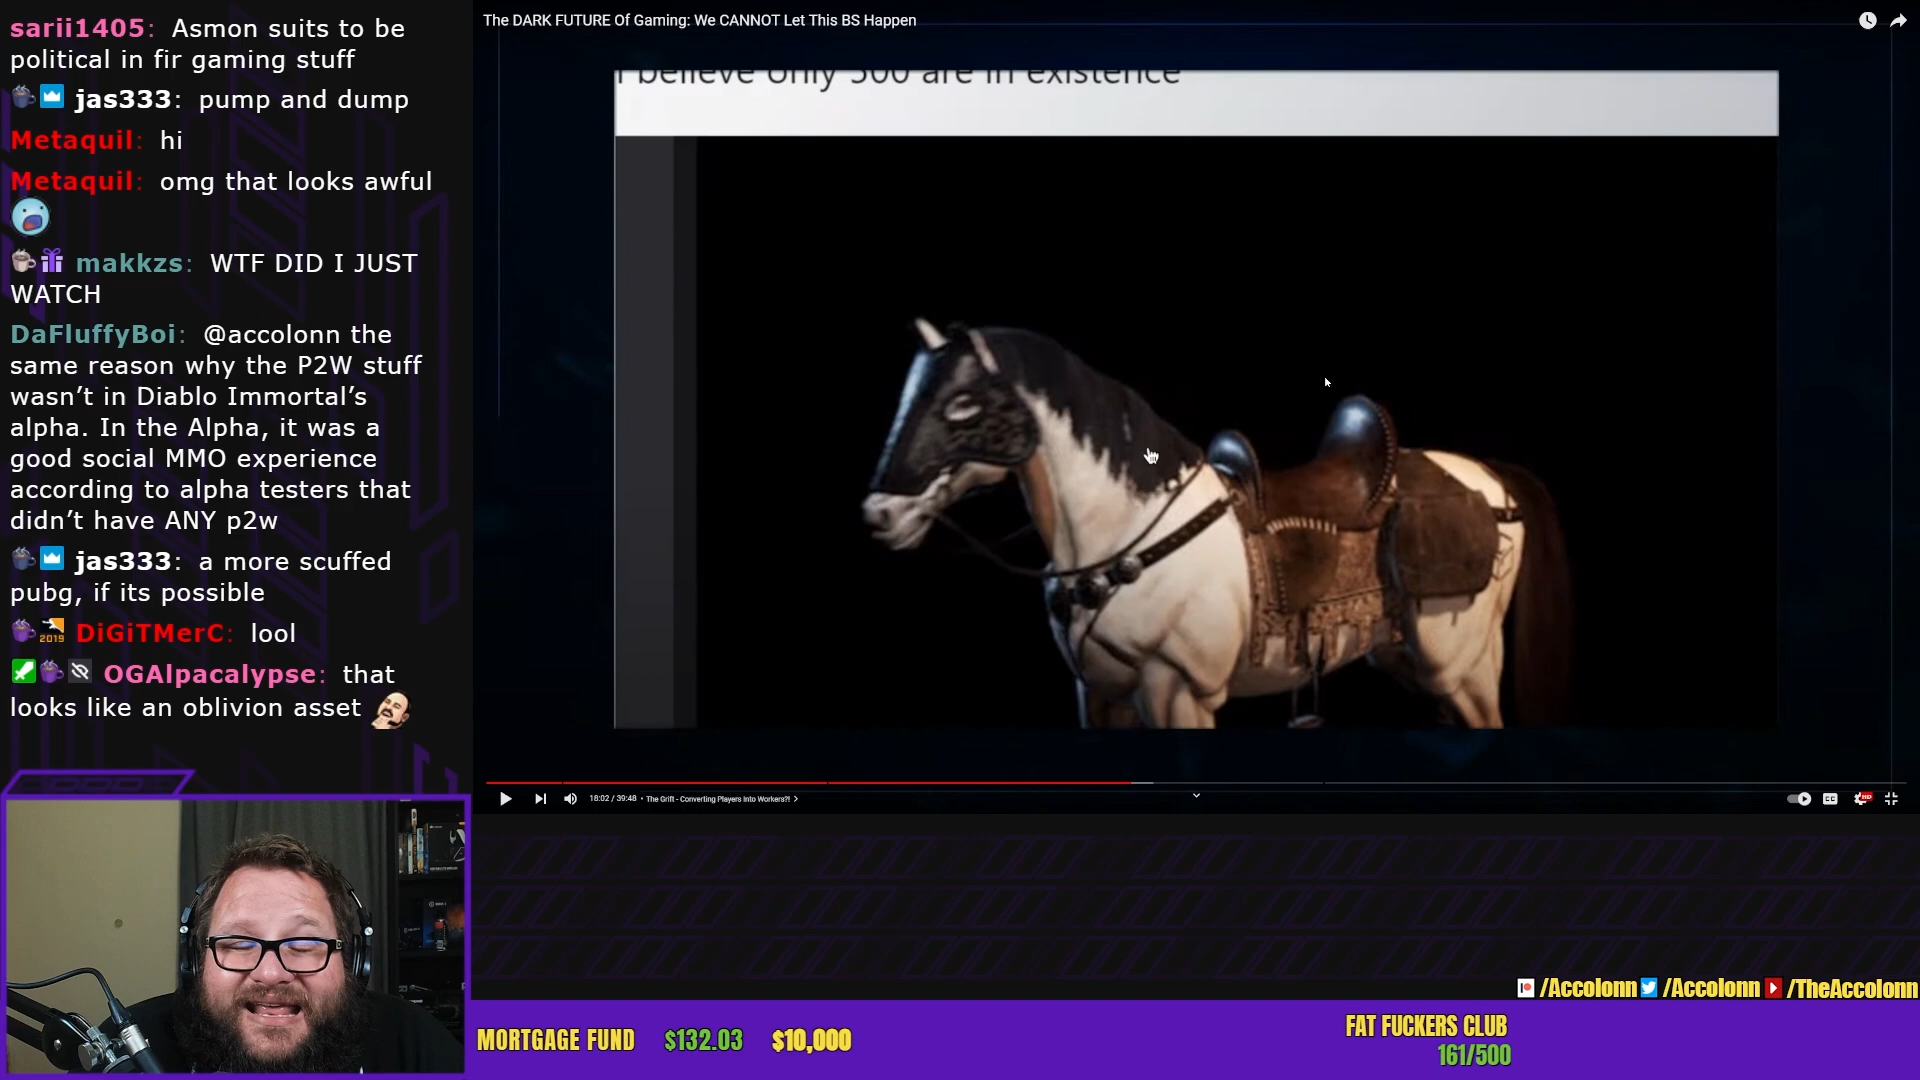 sarii1405: Asmon suits to be
political in fir gaming stuff
jas333: pump and dump
Metaquil: hi
Metaquil: omg that looks awful
makkzs: WTF DID I JUST
WATCH
DaFluffyBoi: @accolonn the
same reason why the P2W stuff
wasn’t in Diablo Immortal’s
alpha. In the Alpha, it was a
good social MMO experience
according to alpha testers that
didn’t have ANY p2w
jas333: a more scuffed
pubg, if its possible
2019 DiGiTMerC: lool
OGAlpacalypse: that
looks like an oblivion asset
The DARK FUTURE Of Gaming: We CANNOT Let This BS Happen
I believe only 500 are in existence
18:02 / 39:48 • The Grift - Converting Players Into Workers?! >
CC
HD
/Accolonn /Accolonn /TheAccolonn
MORTGAGE FUND $132.03 $10,000
FAT FUCKERS CLUB
161/500